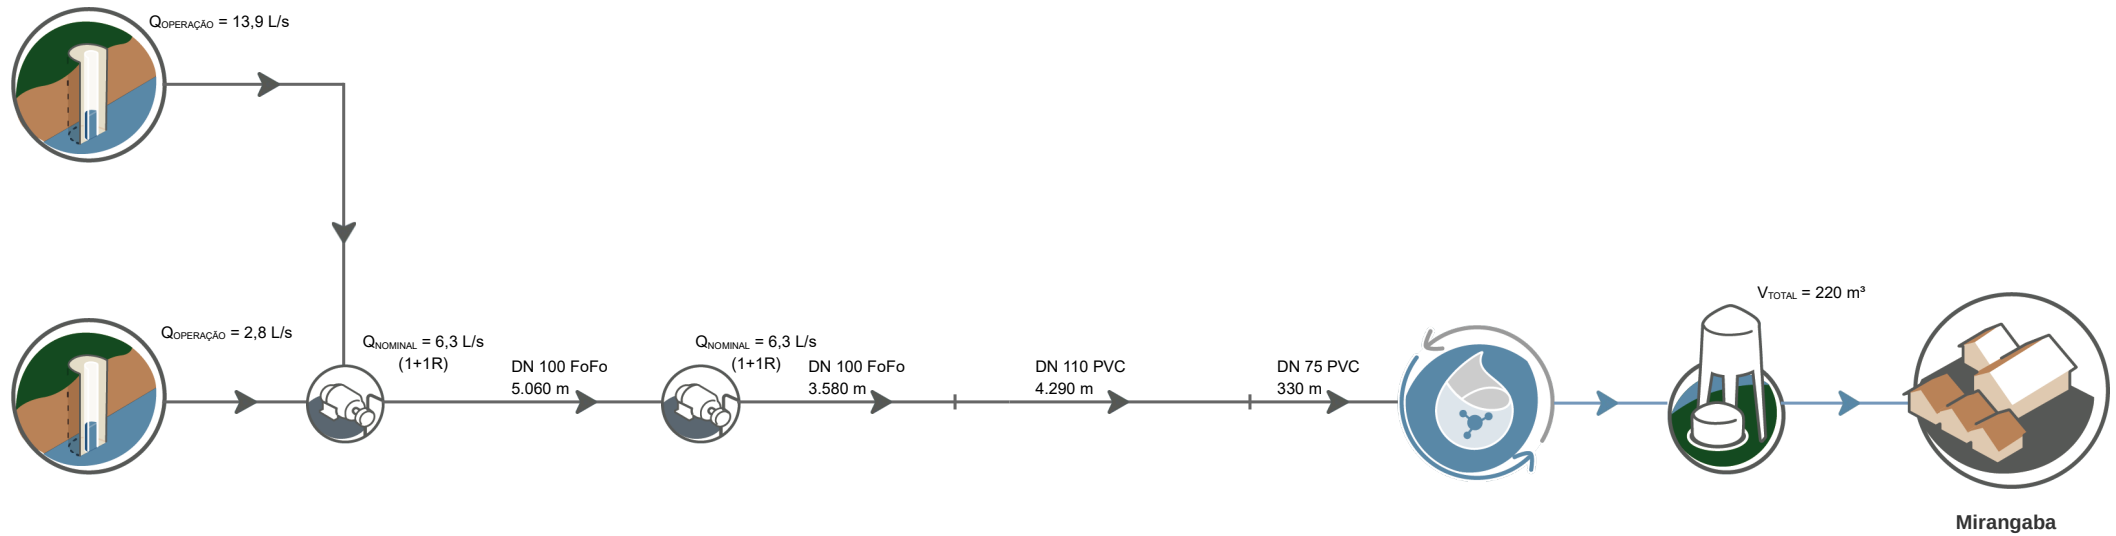 QOPERAÇÃO = 13,9 L/s
QOPERAÇÃO = 2,8 L/s
QNOMINAL = 6,3 L/s
(1+1R)
DN 100 FoFo
5.060 m
QNOMINAL = 6,3 L/s
(1+1R)
DN 100 FoFo
3.580 m
DN 110 PVC
4.290 m
DN 75 PVC
330 m
VTOTAL = 220 m³
Mirangaba